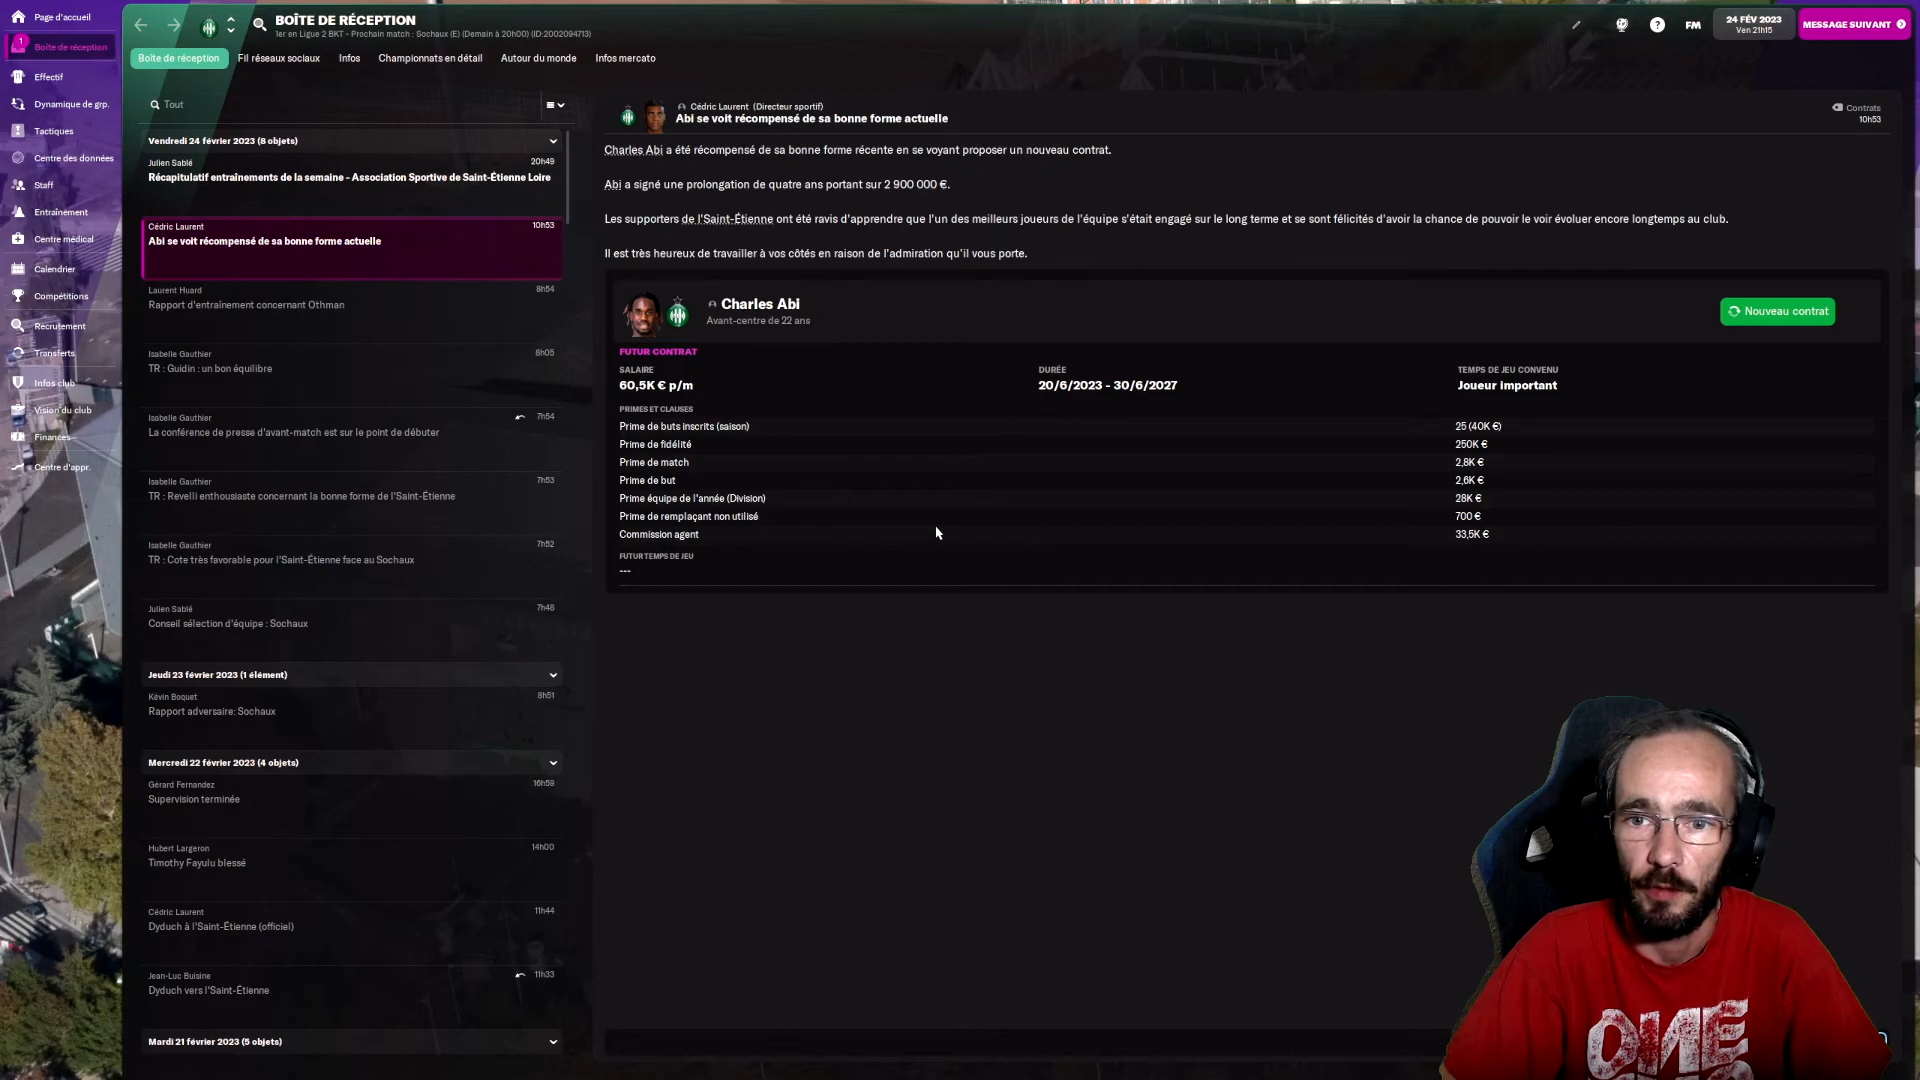 Page d'accueil
1
Boîte de réception
Effectif
Dynamique de grp.
Tactiques
Centre des données
Staff
Entraînement
Centre médical
Calendrier
Compétitions
Recrutement
Transferts
Infos club
Vision du club
Finances
Centre d'appr.
BOÎTE DE RÉCEPTION
1er en Ligue 2 BKT - Prochain match : Sochaux (E) (Demain à 20h00) (ID:2002094713)
FM
24 FÉV 2023
Ven 21h15
MESSAGE SUIVANT
Boîte de réception
Fil réseaux sociaux
Infos
Championnats en détail
Autour du monde
Infos mercato
Tout
Vendredi 24 février 2023 (8 objets)
Julien Sablé 20h49
Récapitulatif entraînements de la semaine - Association Sportive de Saint-Étienne Loire
Cédric Laurent 10h53
Abi se voit récompensé de sa bonne forme actuelle
Laurent Huard 8h54
Rapport d'entraînement concernant Othman
Isabelle Gauthier 8h05
TR : Guidin : un bon équilibre
Isabelle Gauthier 7h54
La conférence de presse d'avant-match est sur le point de débuter
Isabelle Gauthier 7h53
TR : Revelli enthousiaste concernant la bonne forme de l'Saint-Étienne
Isabelle Gauthier 7h52
TR : Cote très favorable pour l'Saint-Étienne face au Sochaux
Julien Sablé 7h48
Conseil sélection d'équipe : Sochaux
Jeudi 23 février 2023 (1 élément)
Kévin Boquet 8h51
Rapport adversaire: Sochaux
Mercredi 22 février 2023 (4 objets)
Gérard Fernandez 16h59
Supervision terminée
Hubert Largeron 14h00
Timothy Fayulu blessé
Cédric Laurent 11h44
Dyduch à l'Saint-Étienne (officiel)
Jean-Luc Buisine 11h33
Dyduch vers l'Saint-Étienne
Mardi 21 février 2023 (5 objets)
Cédric Laurent (Directeur sportif)
Abi se voit récompensé de sa bonne forme actuelle
Contrats
10h53
Charles Abi a été récompensé de sa bonne forme récente en se voyant proposer un nouveau contrat.
Abi a signé une prolongation de quatre ans portant sur 2 900 000 €.
Les supporters de l'Saint-Étienne ont été ravis d'apprendre que l'un des meilleurs joueurs de l'équipe s'était engagé sur le long terme et se sont félicités d'avoir la chance de pouvoir le voir évoluer encore longtemps au club.
Il est très heureux de travailler à vos côtés en raison de l'admiration qu'il vous porte.
Charles Abi
Avant-centre de 22 ans
Nouveau contrat
FUTUR CONTRAT
SALAIRE DURÉE TEMPS DE JEU CONVENU
60,5K € p/m 20/6/2023 - 30/6/2027 Joueur important
PRIMES ET CLAUSES
Prime de buts inscrits (saison) 25 (40K €)
Prime de fidélité 250K €
Prime de match 2,8K €
Prime de but 2,6K €
Prime équipe de l'année (Division) 28K €
Prime de remplaçant non utilisé 700 €
Commission agent 33,5K €
FUTUR TEMPS DE JEU
---